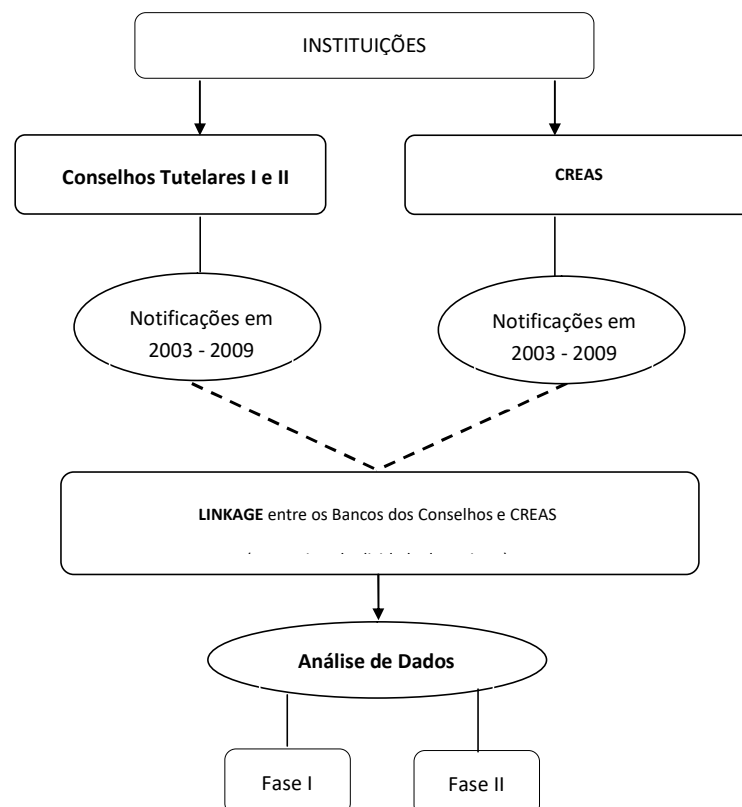 INSTITUIÇÕES
Conselhos Tutelares I e II
CREAS
Notificações em
2003 - 2009
Notificações em
2003 - 2009
LINKAGE entre os Bancos dos Conselhos e CREAS
Análise de Dados
Fase I
Fase II